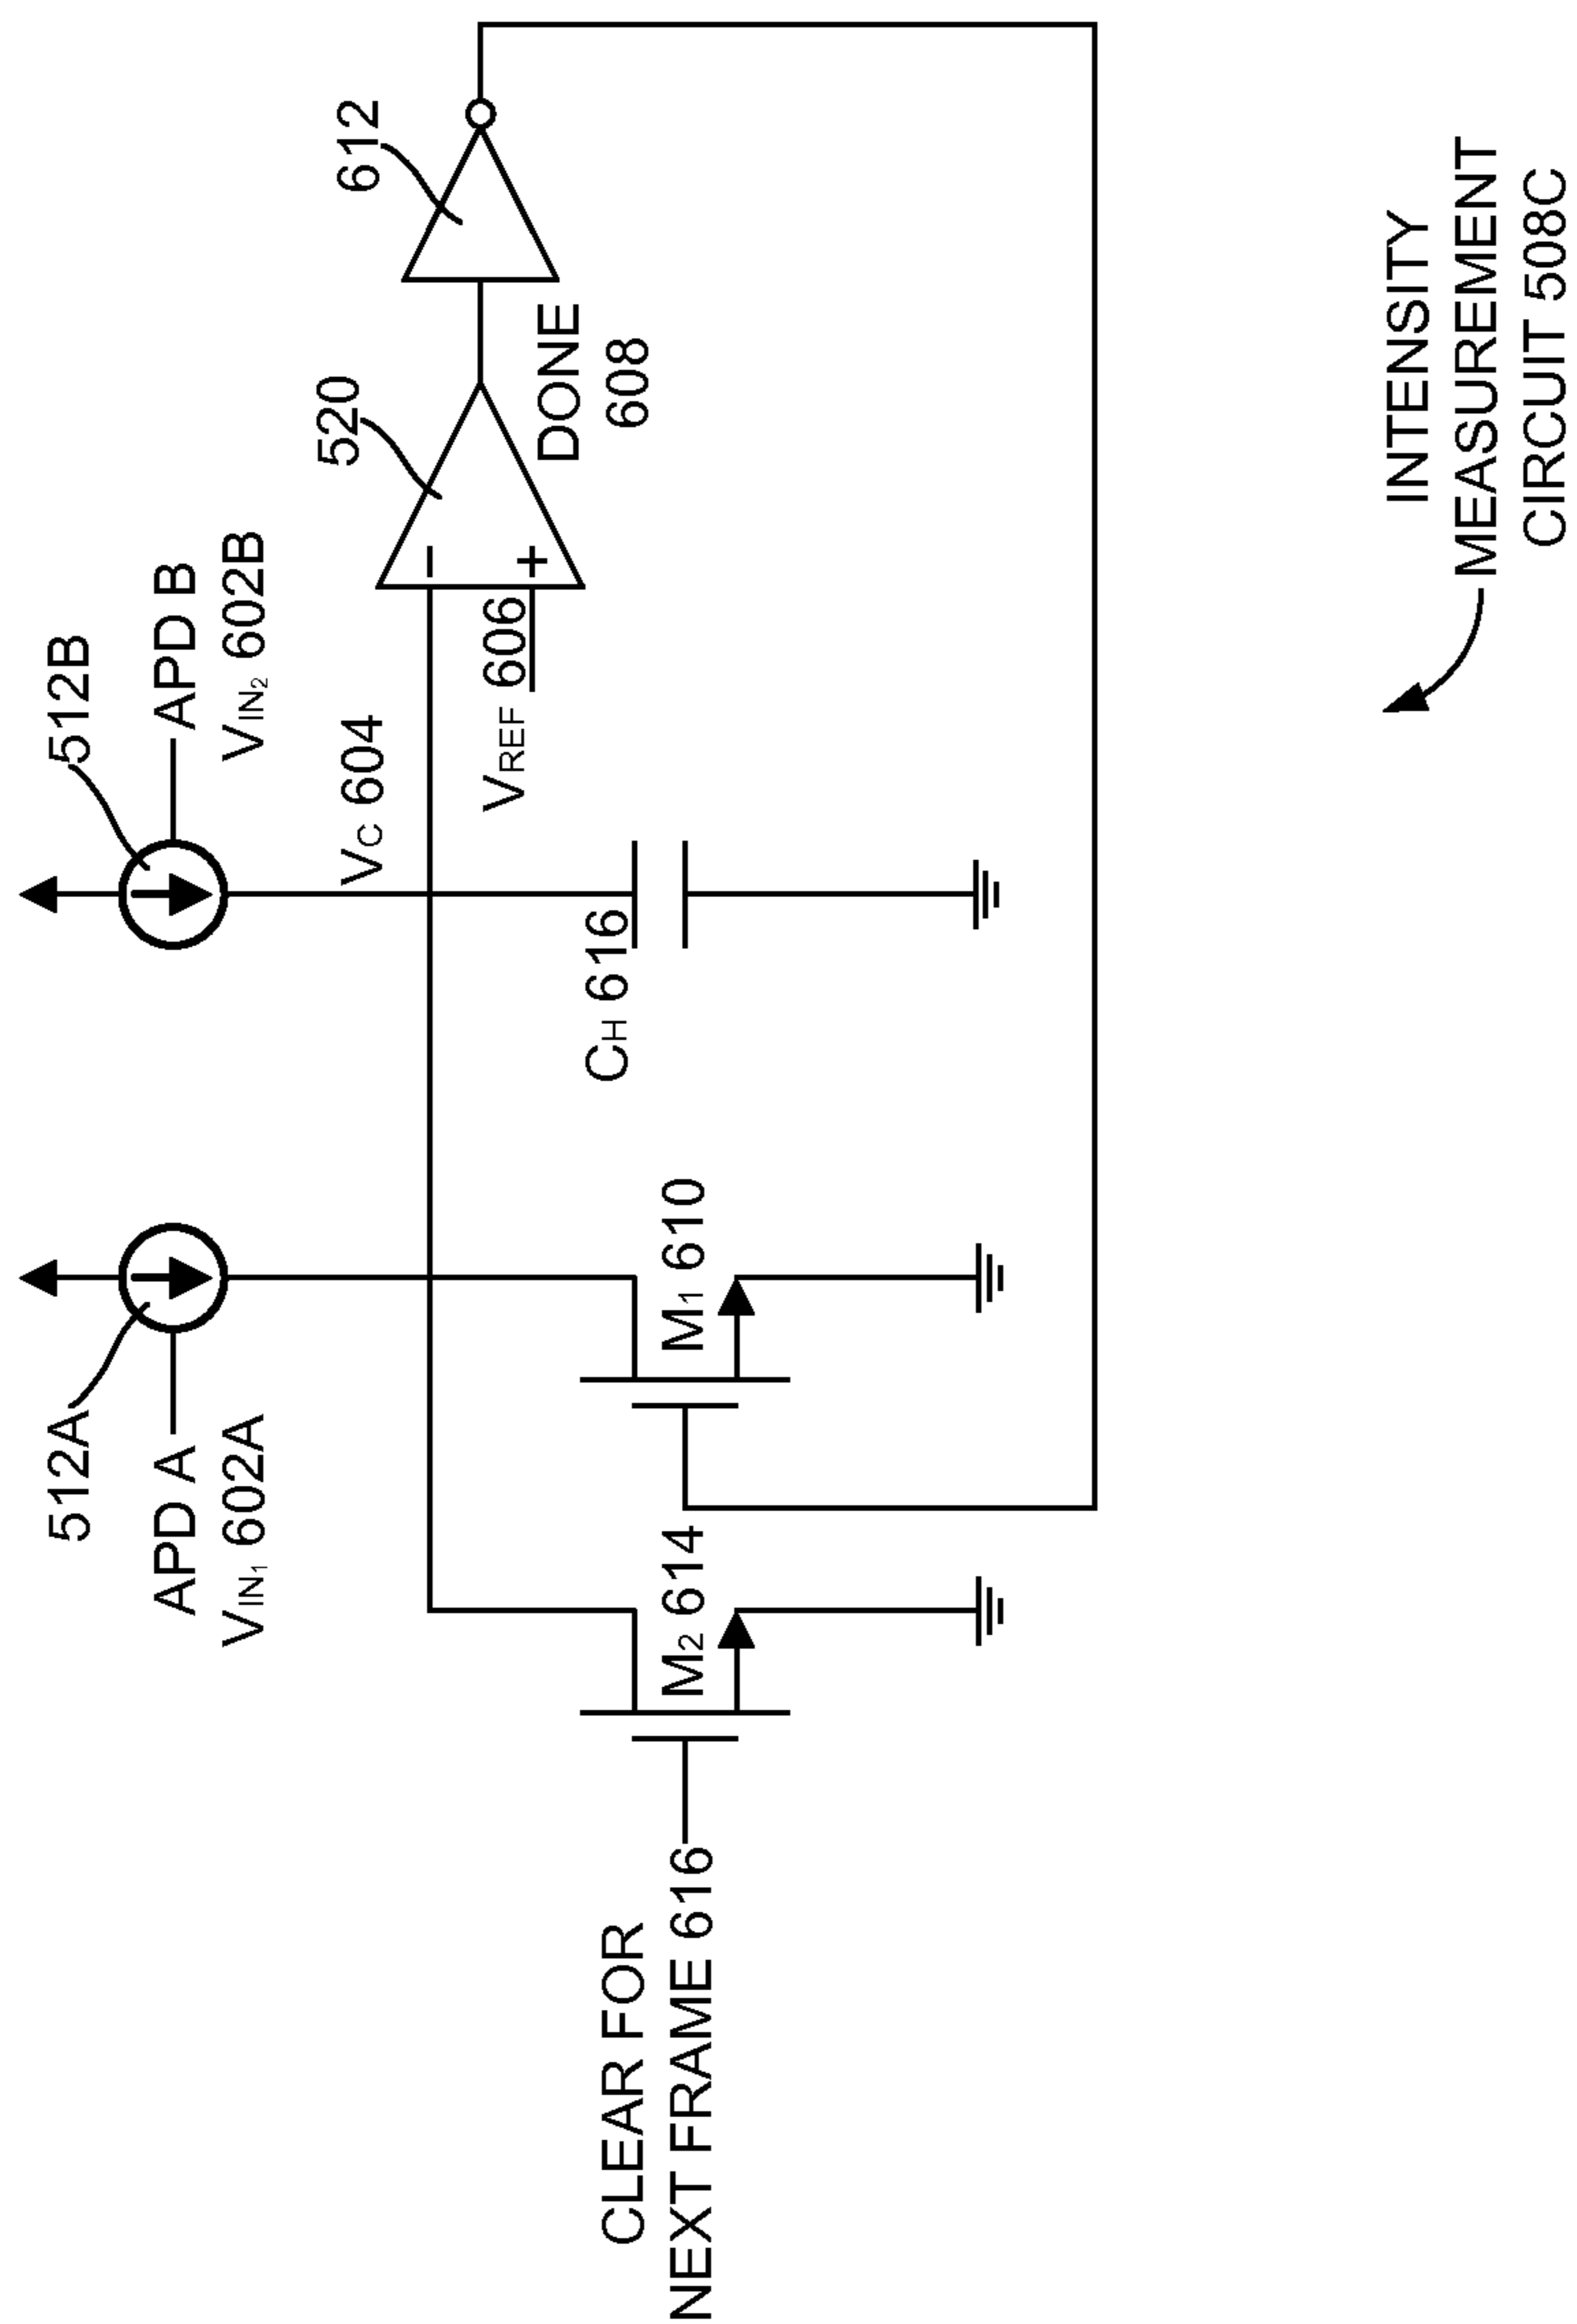 512A
512B
APD A
VIN1 602A
APD B
VIN2 602B
612
520
VC 604
VREF 606
DONE
608
CH 616
CLEAR FOR
NEXT FRAME 616
M2 614
M1 610
INTENSITY
MEASUREMENT
CIRCUIT 508C
−
+